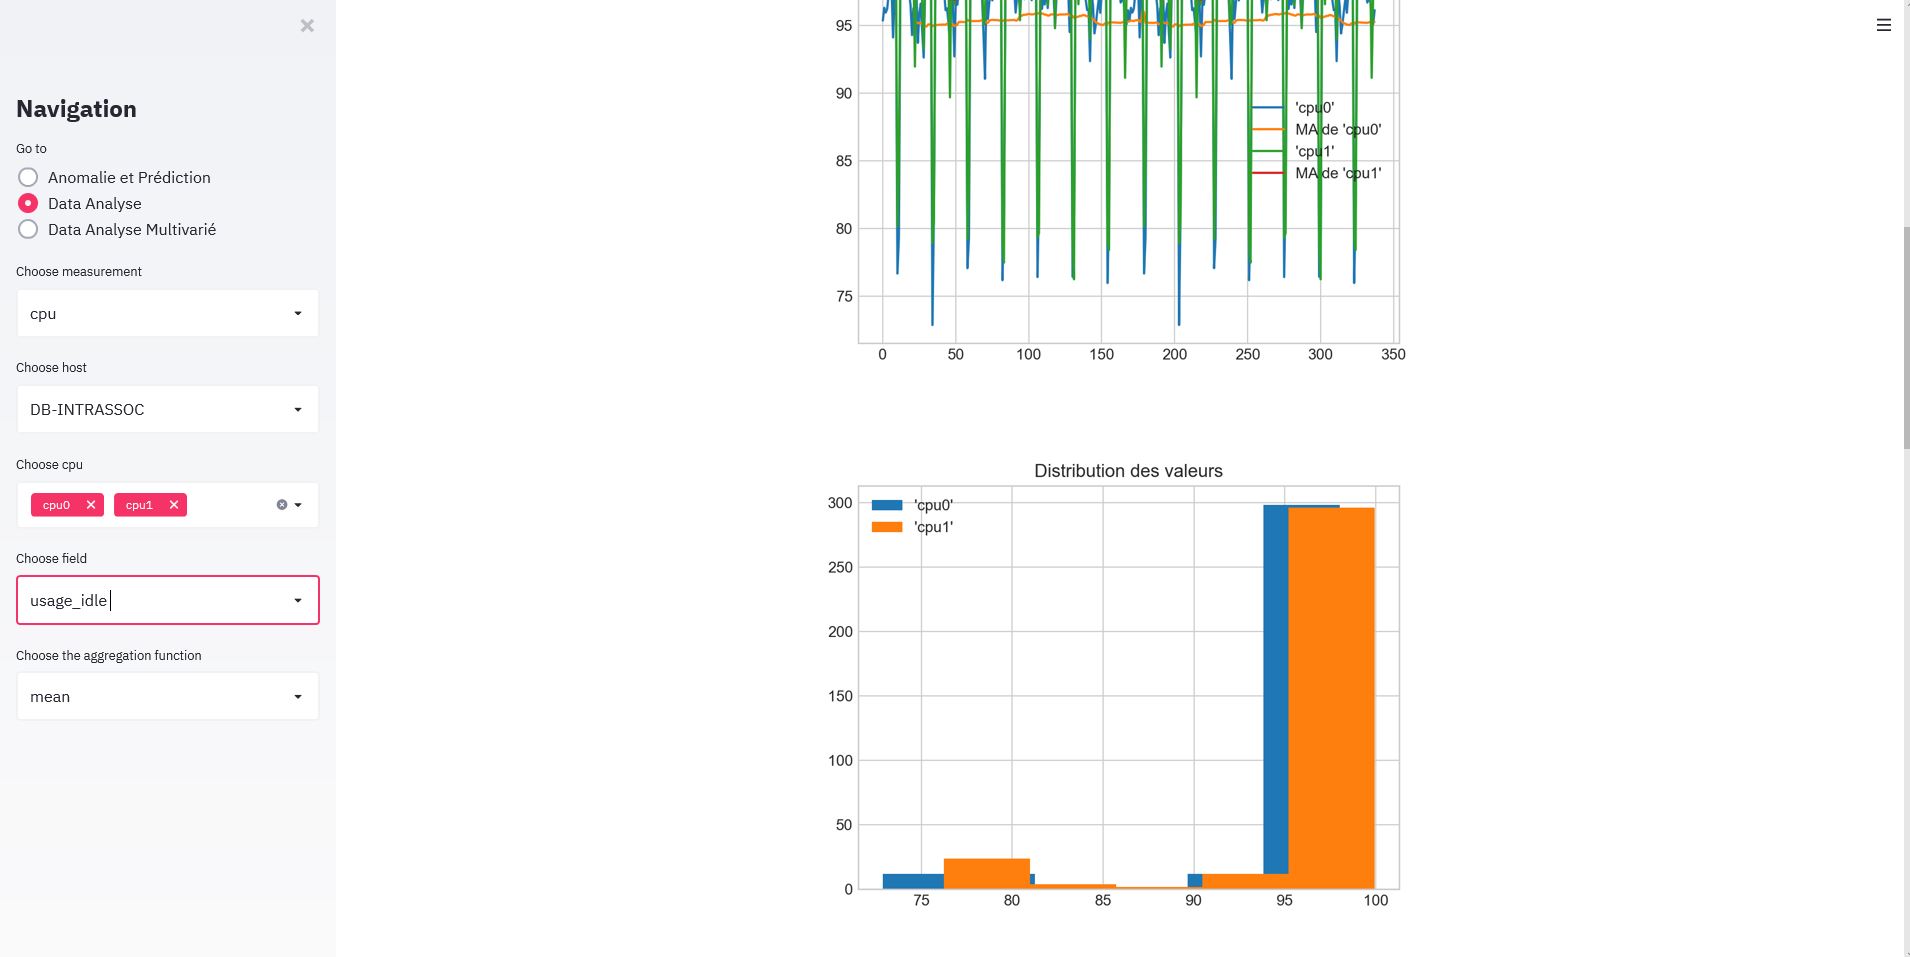 ×
Navigation
Go to
Anomalie et Prédiction
Data Analyse
Data Analyse Multivarié
Choose measurement
cpu
Choose host
DB-INTRASSOC
Choose cpu
cpu0 ×
cpu1 ×
Choose field
usage_idle
Choose the aggregation function
mean
95
90
85
80
75
0 50 100 150 200 250 300 350
'cpu0'
MA de 'cpu0'
'cpu1'
MA de 'cpu1'
Distribution des valeurs
300
250
200
150
100
50
0
75 80 85 90 95 100
'cpu0'
'cpu1'